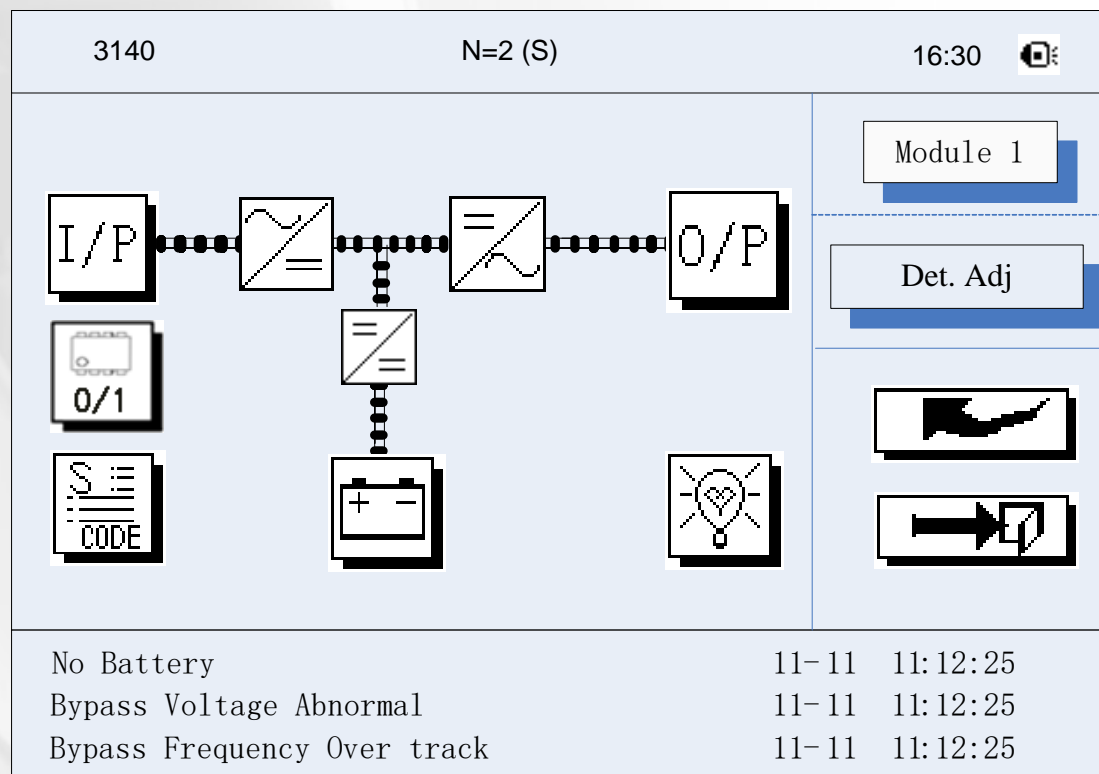 3140 N=2 (S) 16:30
Module 1
I/P
O/P
Det. Adj
0/1
S
CODE
+ −
No Battery 11-11 11:12:25
Bypass Voltage Abnormal 11-11 11:12:25
Bypass Frequency Over track 11-11 11:12:25